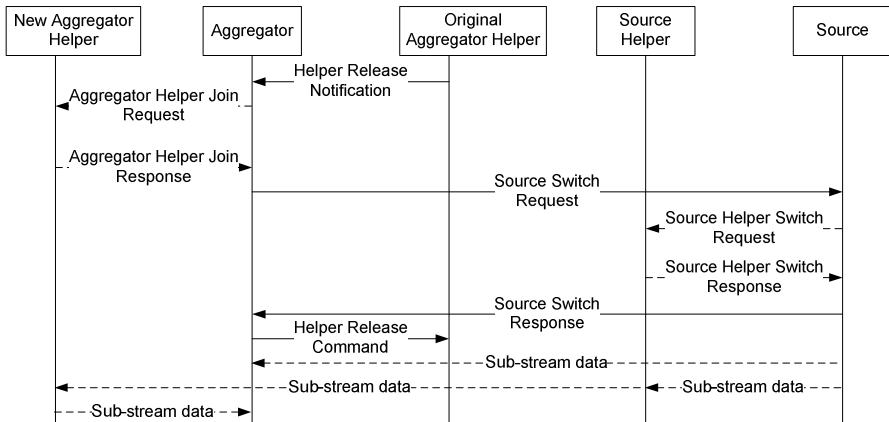 New Aggregator
Helper
Aggregator
Original
Aggregator Helper
Source
Helper
Source
Helper Release
Notification
Aggregator Helper Join
Request
Aggregator Helper Join
Response
Source Switch
Request
Source Helper Switch
Request
Source Helper Switch
Response
Source Switch
Response
Helper Release
Command
Sub-stream data
Sub-stream data
Sub-stream data
Sub-stream data